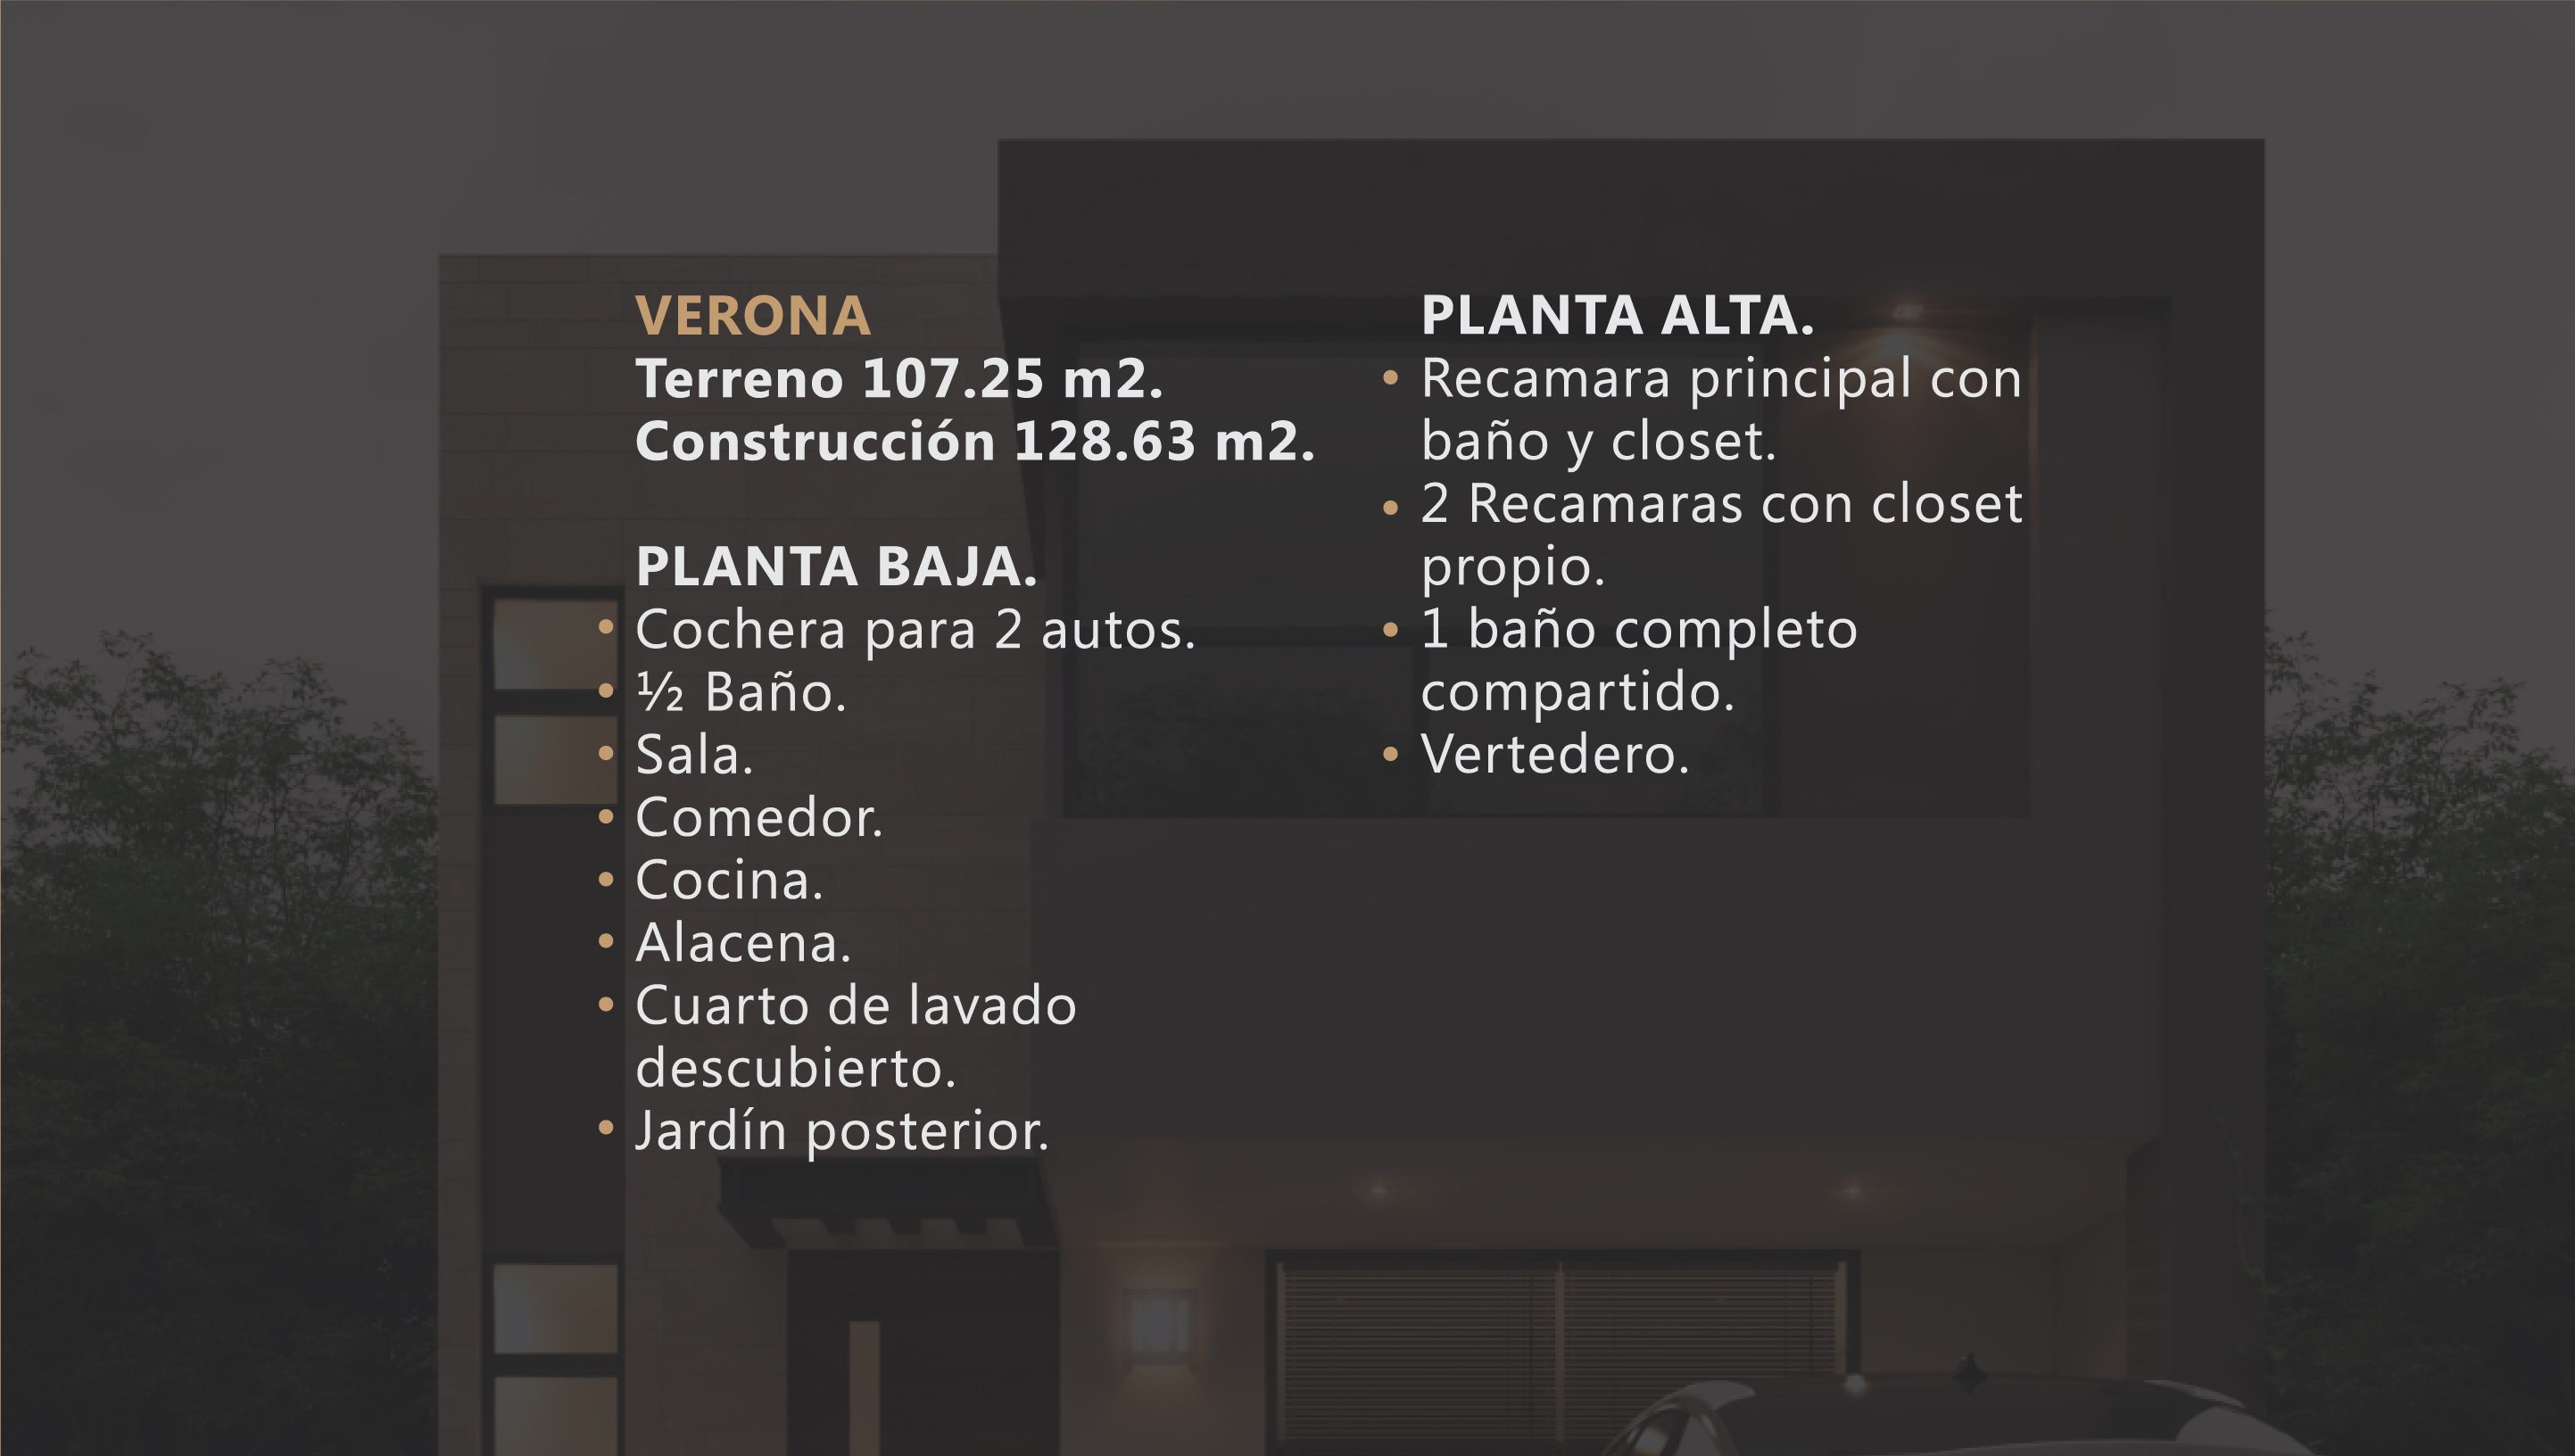 VERONA
Terreno 107.25 m2.
Construcción 128.63 m2.
PLANTA BAJA.
• Cochera para 2 autos.
• ½ Baño.
• Sala.
• Comedor.
• Cocina.
• Alacena.
• Cuarto de lavado
descubierto.
• Jardín posterior.
PLANTA ALTA.
• Recamara principal con
baño y closet.
• 2 Recamaras con closet
propio.
• 1 baño completo
compartido.
• Vertedero.